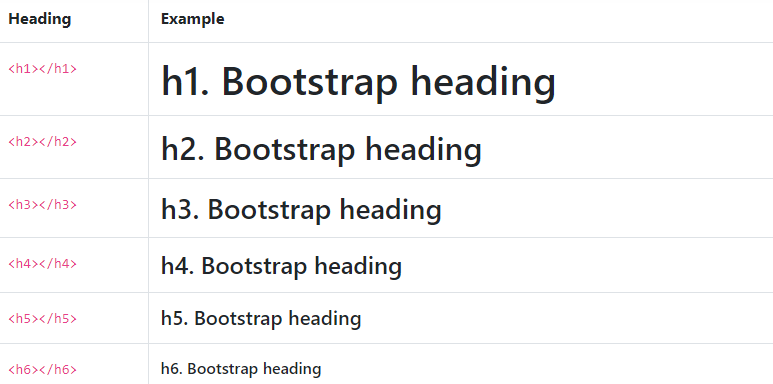 Heading Example
<h1></h1> h1. Bootstrap heading
<h2></h2> h2. Bootstrap heading
<h3></h3> h3. Bootstrap heading
<h4></h4> h4. Bootstrap heading
<h5></h5> h5. Bootstrap heading
<h6></h6> h6. Bootstrap heading